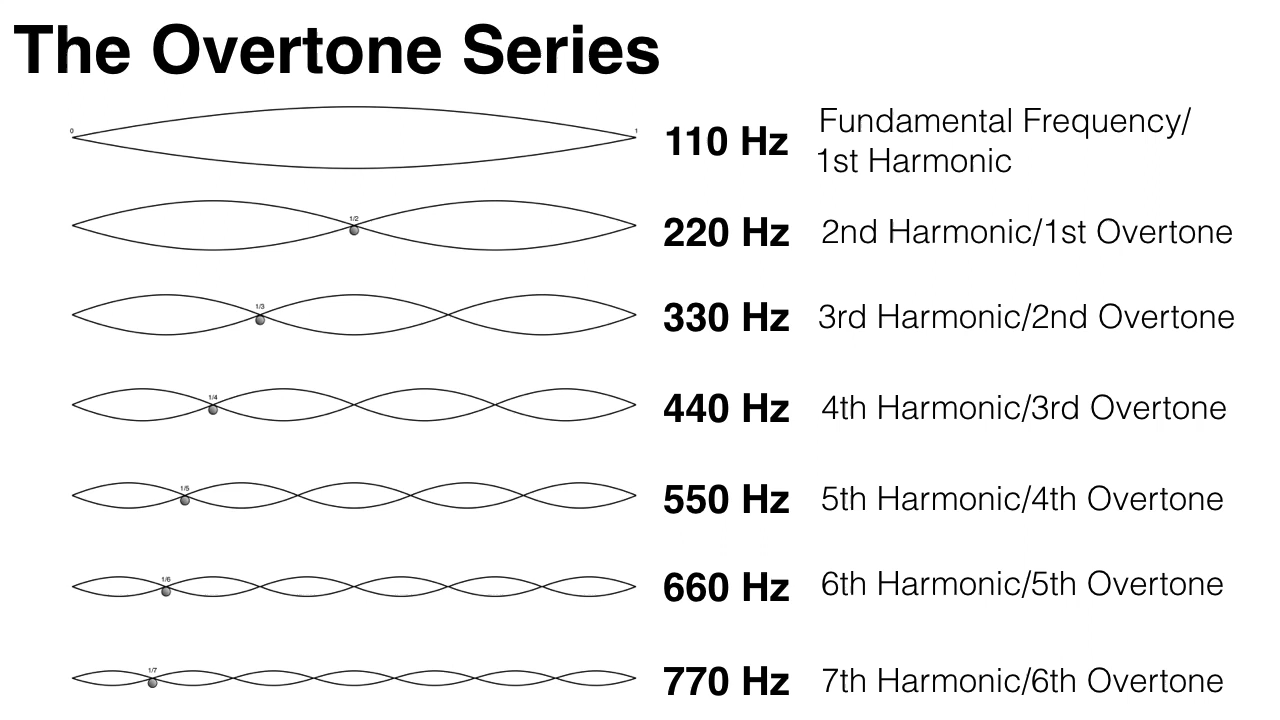 The Overtone Series
0
1
110 Hz
Fundamental Frequency/
1st Harmonic
1/2
220 Hz
2nd Harmonic/1st Overtone
1/3
330 Hz
3rd Harmonic/2nd Overtone
1/4
440 Hz
4th Harmonic/3rd Overtone
1/5
550 Hz
5th Harmonic/4th Overtone
1/6
660 Hz
6th Harmonic/5th Overtone
1/7
770 Hz
7th Harmonic/6th Overtone